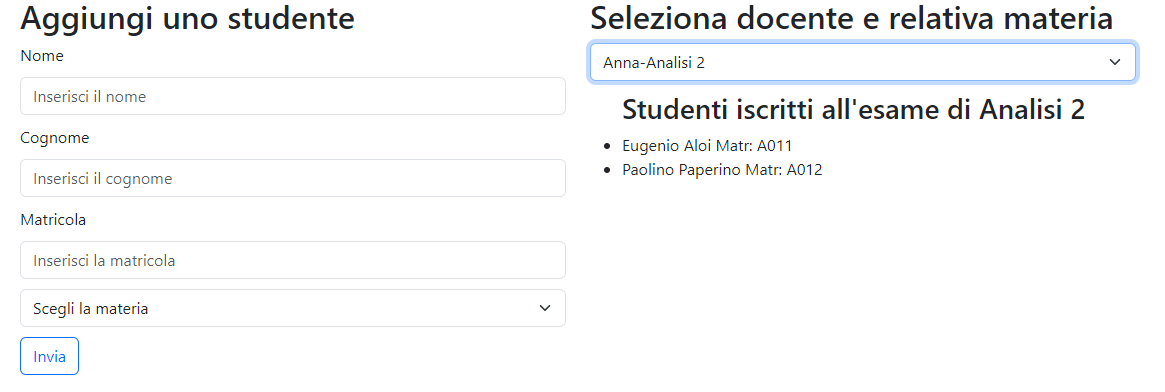 Aggiungi uno studente
Nome
Inserisci il nome
Cognome
Inserisci il cognome
Matricola
Inserisci la matricola
Scegli la materia
Invia
Seleziona docente e relativa materia
Anna-Analisi 2
Studenti iscritti all'esame di Analisi 2
Eugenio Aloi Matr: A011
Paolino Paperino Matr: A012